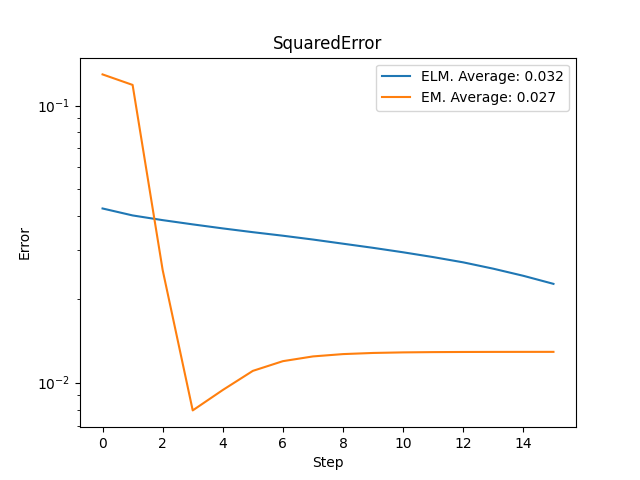 SquaredError
ELM. Average: 0.032
EM. Average: 0.027
10⁻¹
10⁻²
Error
0 2 4 6 8 10 12 14
Step